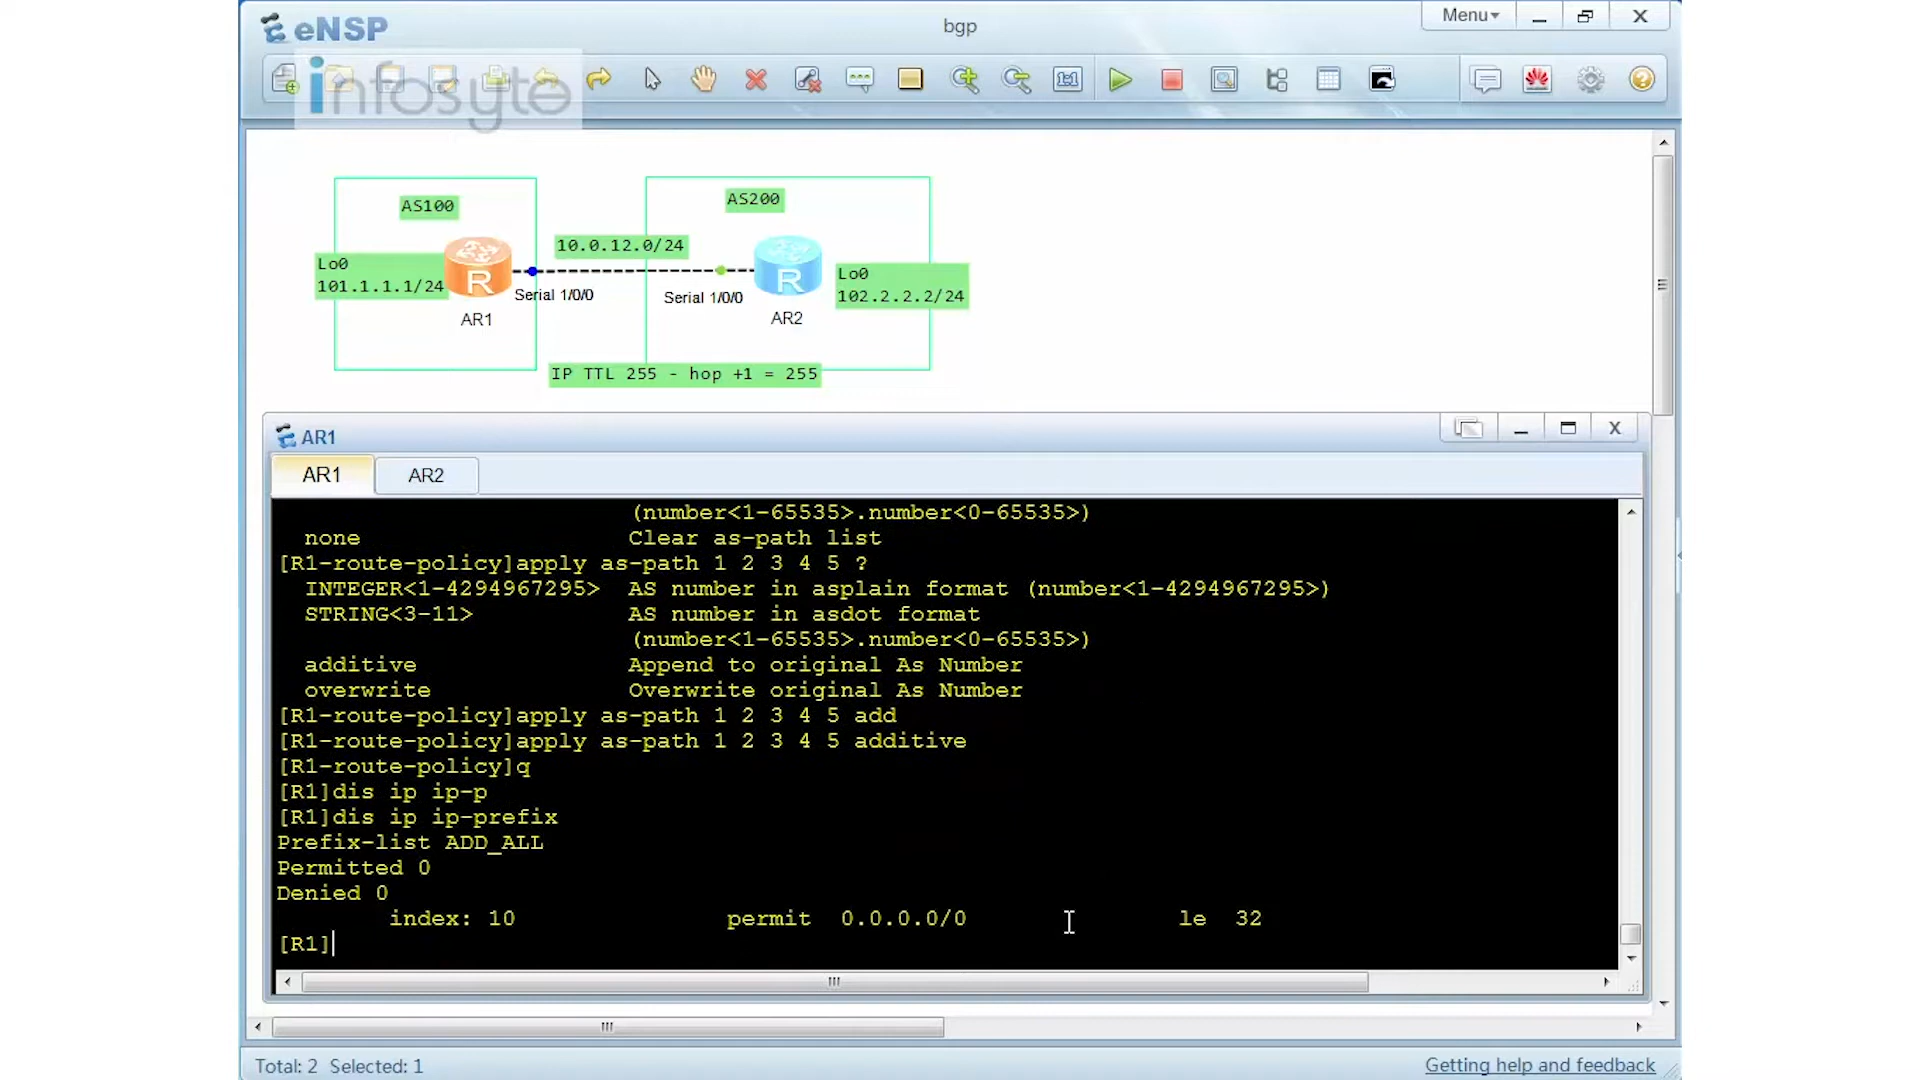 eNSP
bgp
Menu
infosyte
AS100
AS200
10.0.12.0/24
Lo0
101.1.1.1/24
Lo0
102.2.2.2/24
R
R
Serial 1/0/0
Serial 1/0/0
AR1
AR2
IP TTL 255 - hop +1 = 255
AR1
AR1
AR2
(number<1-65535>.number<0-65535>)
none Clear as-path list
[R1-route-policy]apply as-path 1 2 3 4 5 ?
INTEGER<1-4294967295> AS number in asplain format (number<1-4294967295>)
STRING<3-11> AS number in asdot format
(number<1-65535>.number<0-65535>)
additive Append to original As Number
overwrite Overwrite original As Number
[R1-route-policy]apply as-path 1 2 3 4 5 add
[R1-route-policy]apply as-path 1 2 3 4 5 additive
[R1-route-policy]q
[R1]dis ip ip-p
[R1]dis ip ip-prefix
Prefix-list ADD_ALL
Permitted 0
Denied 0
index: 10 permit 0.0.0.0/0 le 32
[R1]
Total: 2 Selected: 1
Getting help and feedback